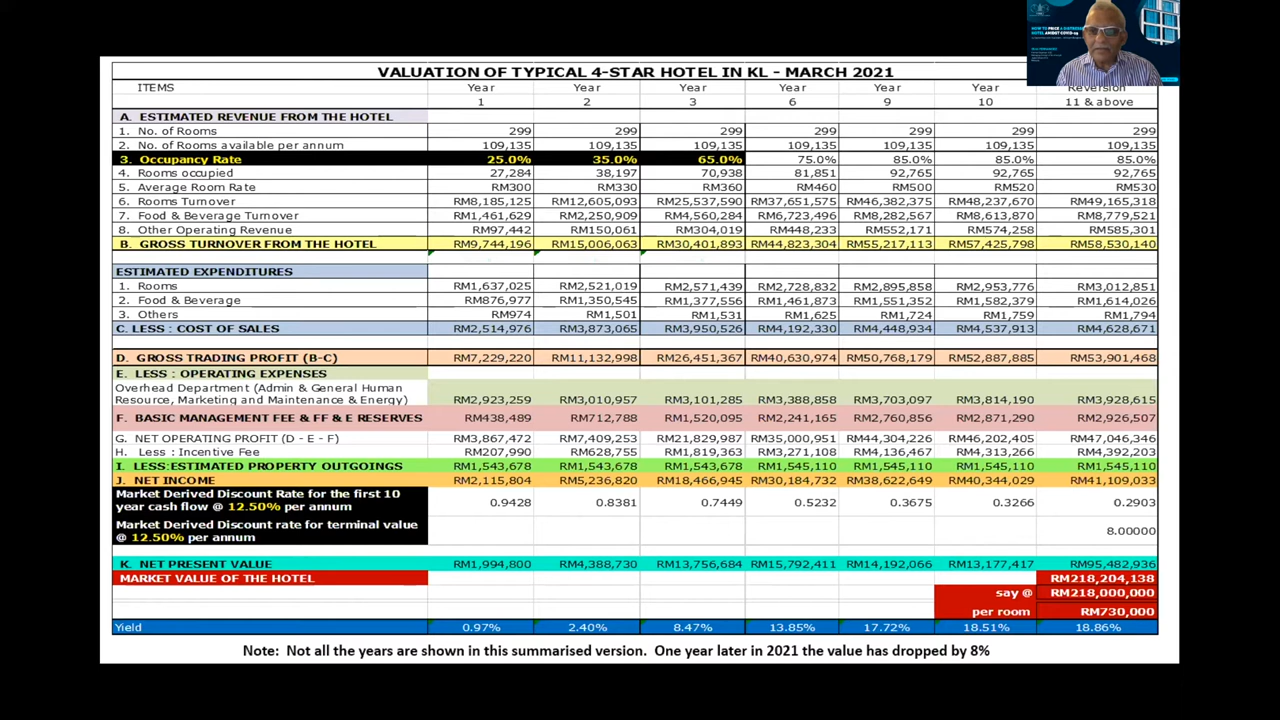 HOW TO PRICE A DISTRESSED
HOTEL AMIDST COVID-19
VALUATION OF TYPICAL 4-STAR HOTEL IN KL - MARCH 2021
ITEMS Year Year Year Year Year Year Reversion
1 2 3 6 9 10 11 & above
A. ESTIMATED REVENUE FROM THE HOTEL
1. No. of Rooms 299 299 299 299 299 299 299
2. No. of Rooms available per annum 109,135 109,135 109,135 109,135 109,135 109,135 109,135
3. Occupancy Rate 25.0% 35.0% 65.0% 75.0% 85.0% 85.0% 85.0%
4. Rooms occupied 27,284 38,197 70,938 81,851 92,765 92,765 92,765
5. Average Room Rate RM300 RM330 RM360 RM460 RM500 RM520 RM530
6. Rooms Turnover RM8,185,125 RM12,605,093 RM25,537,590 RM37,651,575 RM46,382,375 RM48,237,670 RM49,165,318
7. Food & Beverage Turnover RM1,461,629 RM2,250,909 RM4,560,284 RM6,723,496 RM8,282,567 RM8,613,870 RM8,779,521
8. Other Operating Revenue RM97,442 RM150,061 RM304,019 RM448,233 RM552,171 RM574,258 RM585,301
B. GROSS TURNOVER FROM THE HOTEL RM9,744,196 RM15,006,063 RM30,401,893 RM44,823,304 RM55,217,113 RM57,425,798 RM58,530,140
ESTIMATED EXPENDITURES
1. Rooms RM1,637,025 RM2,521,019 RM2,571,439 RM2,728,832 RM2,895,858 RM2,953,776 RM3,012,851
2. Food & Beverage RM876,977 RM1,350,545 RM1,377,556 RM1,461,873 RM1,551,352 RM1,582,379 RM1,614,026
3. Others RM974 RM1,501 RM1,531 RM1,625 RM1,724 RM1,759 RM1,794
C. LESS : COST OF SALES RM2,514,976 RM3,873,065 RM3,950,526 RM4,192,330 RM4,448,934 RM4,537,913 RM4,628,671
D. GROSS TRADING PROFIT (B-C) RM7,229,220 RM11,132,998 RM26,451,367 RM40,630,974 RM50,768,179 RM52,887,885 RM53,901,468
E. LESS : OPERATING EXPENSES
Overhead Department (Admin & General Human
Resource, Marketing and Maintenance & Energy) RM2,923,259 RM3,010,957 RM3,101,285 RM3,388,858 RM3,703,097 RM3,814,190 RM3,928,615
F. BASIC MANAGEMENT FEE & FF & E RESERVES RM438,489 RM712,788 RM1,520,095 RM2,241,165 RM2,760,856 RM2,871,290 RM2,926,507
G. NET OPERATING PROFIT (D - E - F) RM3,867,472 RM7,409,253 RM21,829,987 RM35,000,951 RM44,304,226 RM46,202,405 RM47,046,346
H. Less : Incentive Fee RM207,990 RM628,755 RM1,819,363 RM3,271,108 RM4,136,467 RM4,313,266 RM4,392,203
I. LESS:ESTIMATED PROPERTY OUTGOINGS RM1,543,678 RM1,543,678 RM1,543,678 RM1,545,110 RM1,545,110 RM1,545,110 RM1,545,110
J. NET INCOME RM2,115,804 RM5,236,820 RM18,466,945 RM30,184,732 RM38,622,649 RM40,344,029 RM41,109,033
Market Derived Discount Rate for the first 10
year cash flow @ 12.50% per annum 0.9428 0.8381 0.7449 0.5232 0.3675 0.3266 0.2903
Market Derived Discount rate for terminal value
@ 12.50% per annum 8.00000
K. NET PRESENT VALUE RM1,994,800 RM4,388,730 RM13,756,684 RM15,792,411 RM14,192,066 RM13,177,417 RM95,482,936
MARKET VALUE OF THE HOTEL RM218,204,138
say @ RM218,000,000
per room RM730,000
Yield 0.97% 2.40% 8.47% 13.85% 17.72% 18.51% 18.86%
Note: Not all the years are shown in this summarised version. One year later in 2021 the value has dropped by 8%